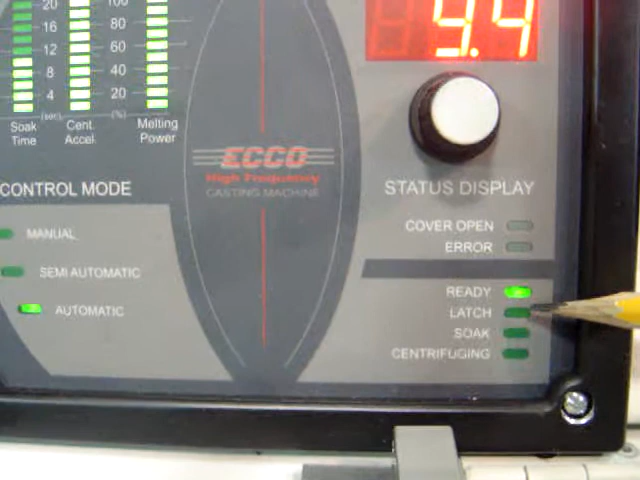 9.4
20 100
16 80
12 60
8 40
4 20
(sec) (%)
Soak Time
Cent. Accel.
Melting Power
ECCO
High Frequency
CASTING MACHINE
CONTROL MODE
MANUAL
SEMI AUTOMATIC
AUTOMATIC
STATUS DISPLAY
COVER OPEN
ERROR
READY
LATCH
SOAK
CENTRIFUGING